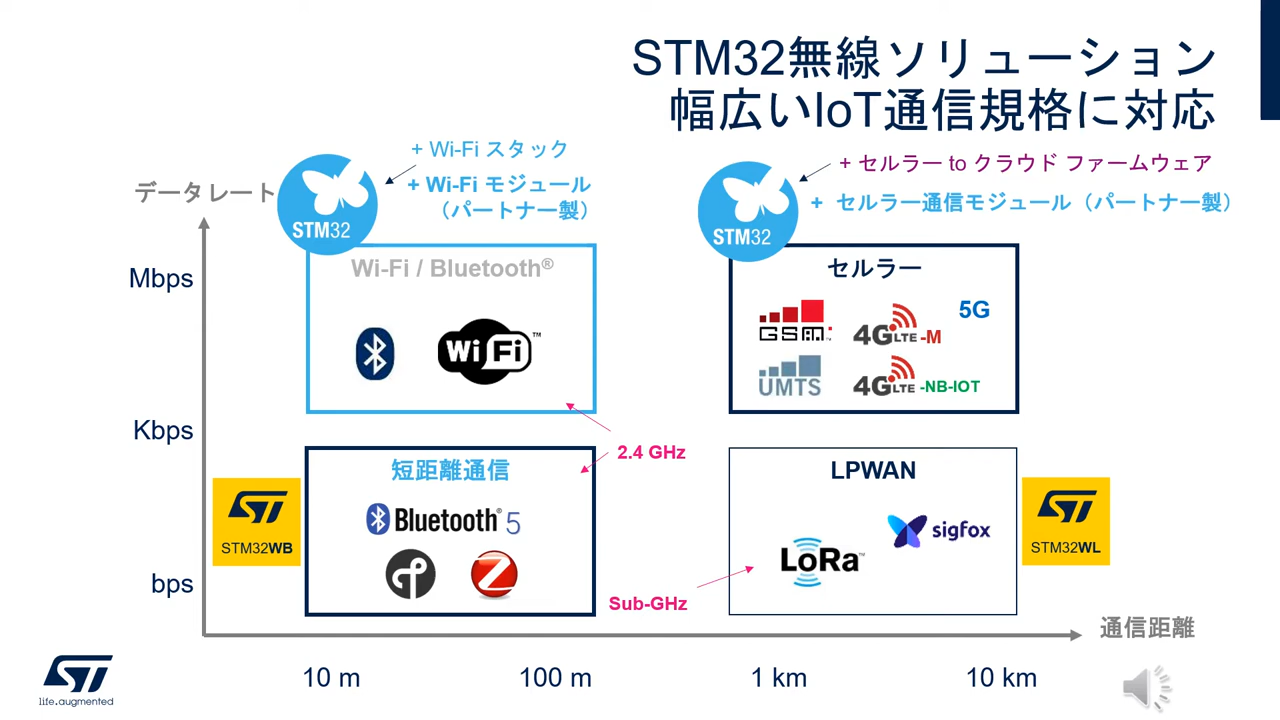 STM32無線ソリューション
幅広いIoT通信規格に対応
+ Wi-Fi スタック
+ Wi-Fi モジュール
（パートナー製）
+ セルラー to クラウド ファームウェア
+ セルラー通信モジュール（パートナー製）
データレート
STM32
STM32
Wi-Fi / Bluetooth®
セルラー
Mbps
Wi Fi™
GSM™
4G LTE -M
5G
UMTS
4G LTE -NB-IOT
Kbps
2.4 GHz
短距離通信
LPWAN
ST
STM32WB
Bluetooth® 5
LoRa™
sigfox
ST
STM32WL
bps
Sub-GHz
通信距離
ST
life.augmented
10 m
100 m
1 km
10 km